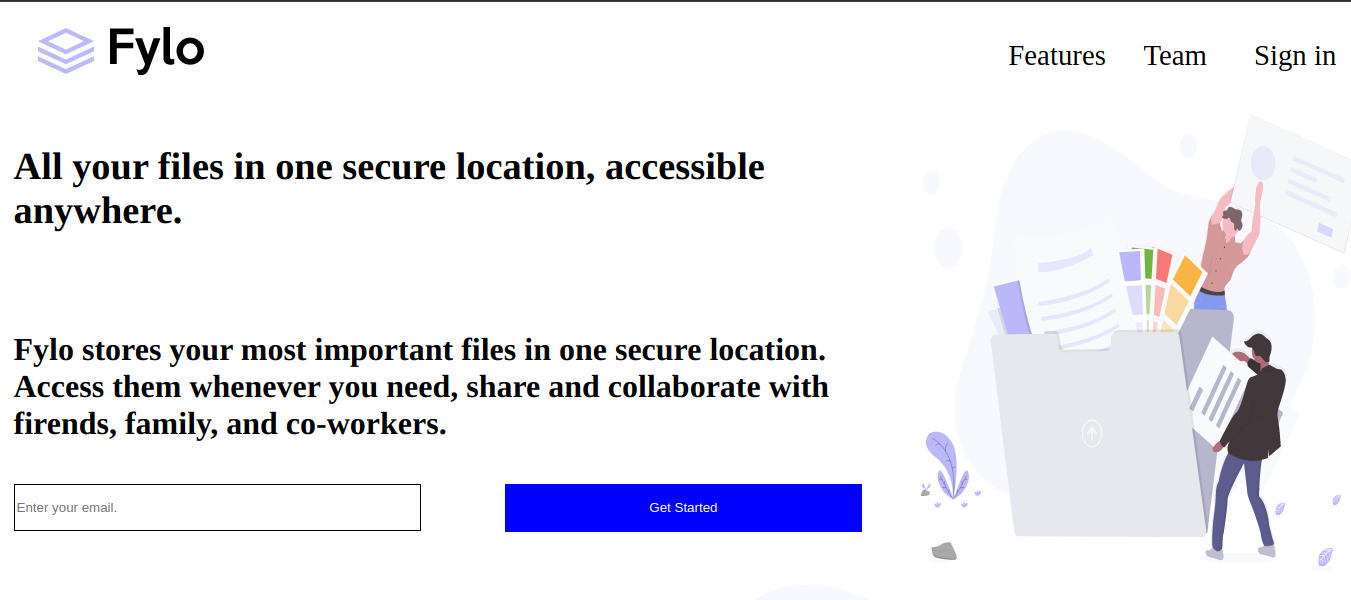 Fylo
Features Team Sign in
All your files in one secure location, accessible
anywhere.
Fylo stores your most important files in one secure location.
Access them whenever you need, share and collaborate with
firends, family, and co-workers.
Enter your email.
Get Started